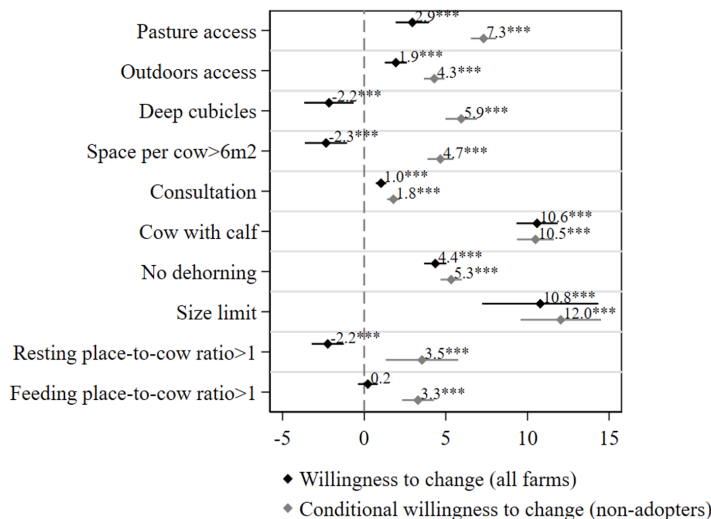 Pasture access
2.9***
7.3***
Outdoors access
1.9***
4.3***
Deep cubicles
-2.2***
5.9***
Space per cow>6m2
-2.3***
4.7***
Consultation
1.0***
1.8***
Cow with calf
10.6***
10.5***
No dehorning
4.4***
5.3***
Size limit
10.8***
12.0***
Resting place-to-cow ratio>1
-2.2***
3.5***
Feeding place-to-cow ratio>1
0.2
3.3***
-5 0 5 10 15
Willingness to change (all farms)
Conditional willingness to change (non-adopters)